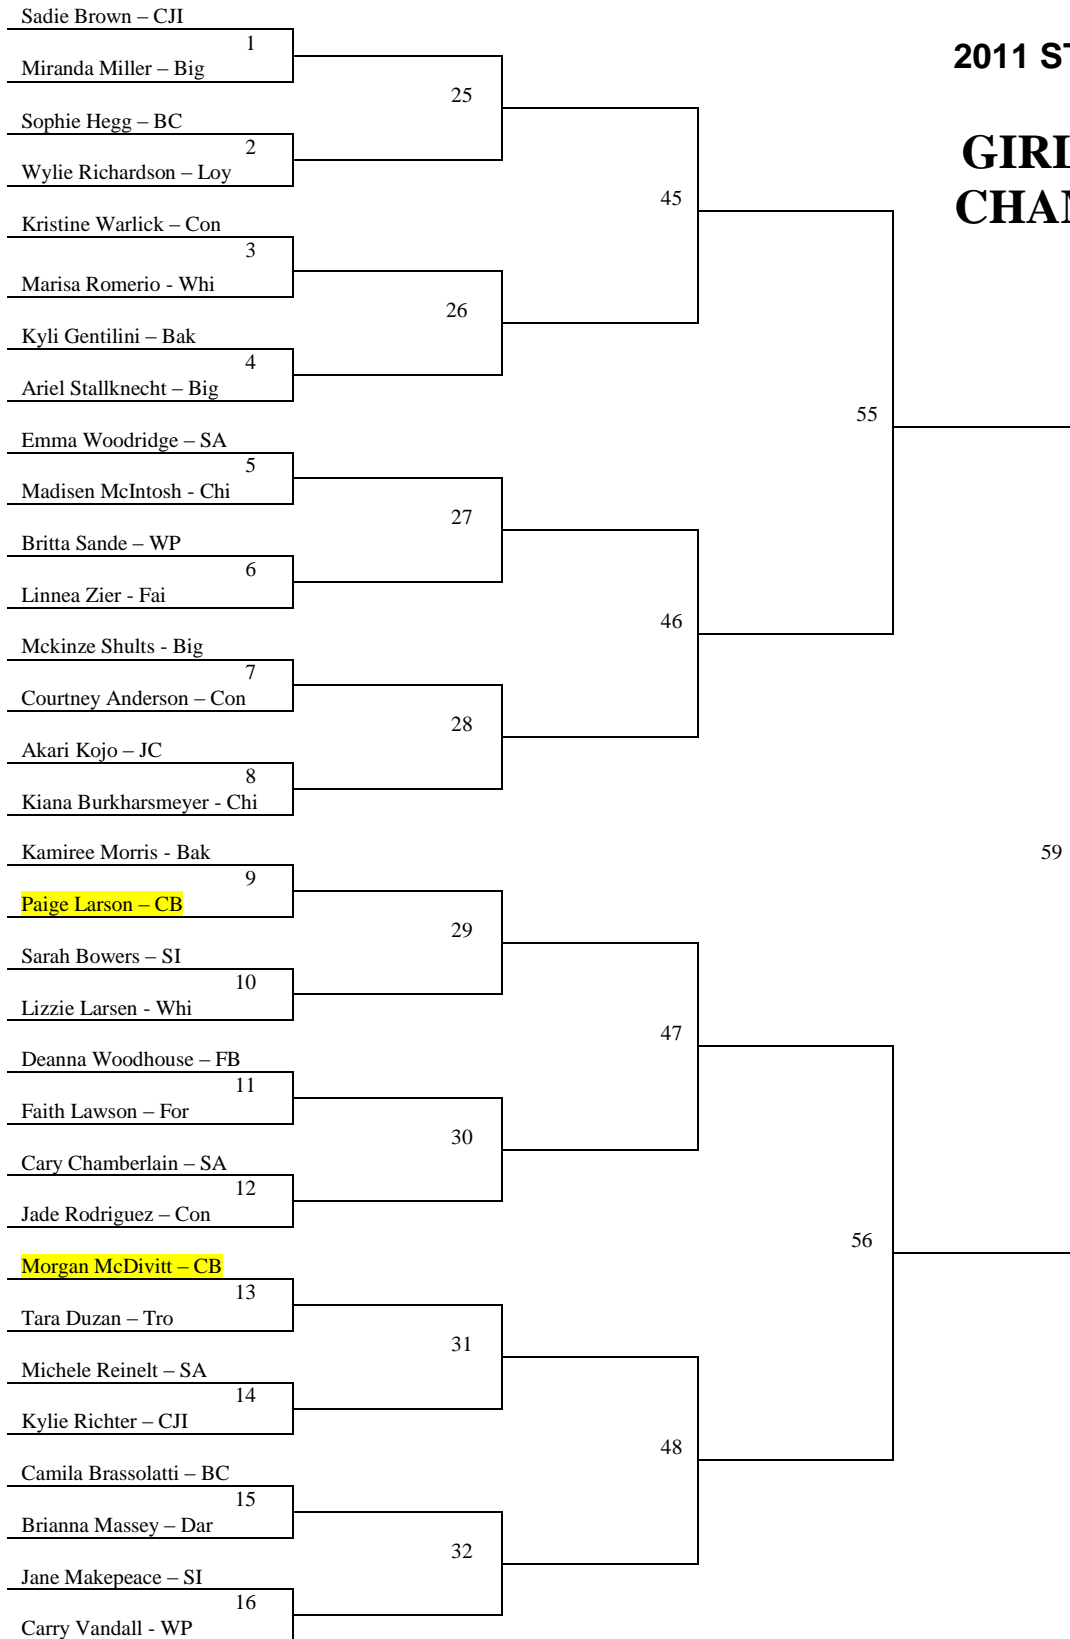 Sadie Brown – CJI
1
2011 ST
Miranda Miller – Big
25
Sophie Hegg – BC
2
GIRL
Wylie Richardson – Loy
45
CHAM
Kristine Warlick – Con
3
Marisa Romerio - Whi
26
Kyli Gentilini – Bak
4
Ariel Stallknecht – Big
55
Emma Woodridge – SA
5
Madisen McIntosh - Chi
27
Britta Sande – WP
6
Linnea Zier - Fai
46
Mckinze Shults - Big
7
Courtney Anderson – Con
28
Akari Kojo – JC
8
Kiana Burkharsmeyer - Chi
Kamiree Morris - Bak
59
9
Paige Larson – CB
29
Sarah Bowers – SI
10
Lizzie Larsen - Whi
47
Deanna Woodhouse – FB
11
Faith Lawson – For
30
Cary Chamberlain – SA
12
Jade Rodriguez – Con
56
Morgan McDivitt – CB
13
Tara Duzan – Tro
31
Michele Reinelt – SA
14
Kylie Richter – CJI
48
Camila Brassolatti – BC
15
Brianna Massey – Dar
32
Jane Makepeace – SI
16
Carry Vandall - WP